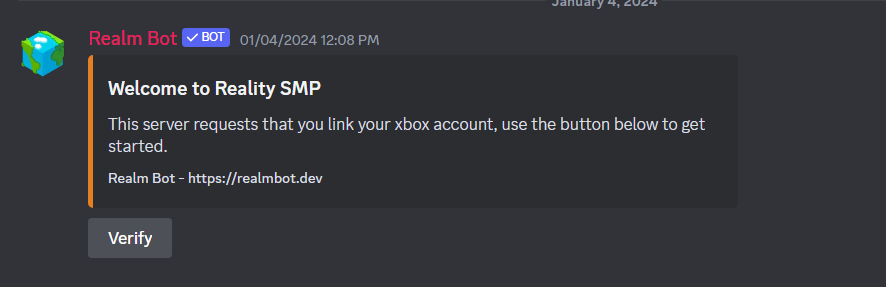 January 4, 2024
Realm Bot BOT 01/04/2024 12:08 PM
Welcome to Reality SMP
This server requests that you link your xbox account, use the button below to get
started.
Realm Bot - https://realmbot.dev
Verify